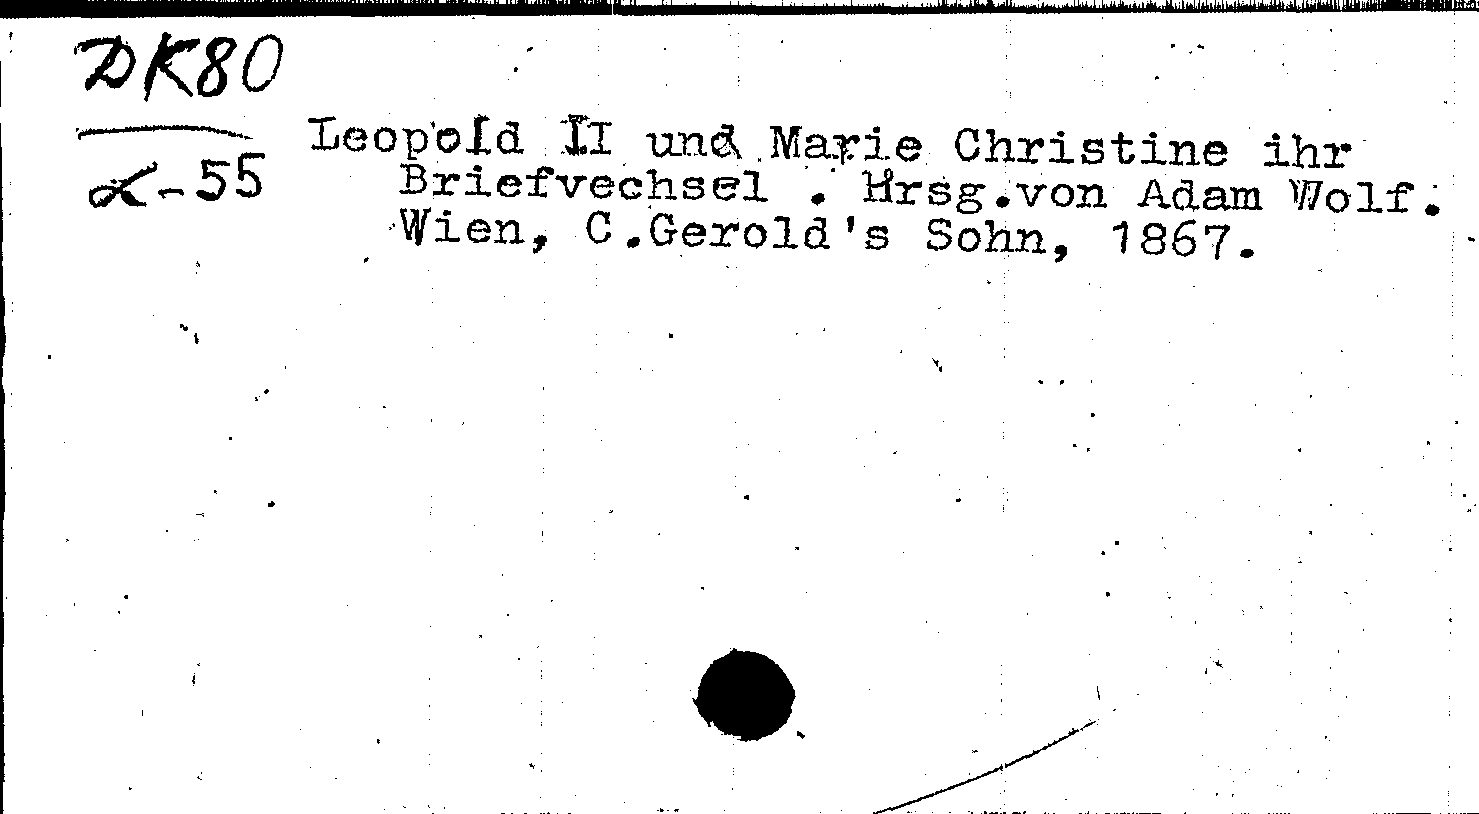 DK80
α-55
Leopold II und Marie Christine ihr
Briefvechsel . Hrsg.von Adam Wolf.
Wien, C.Gerold's Sohn, 1867.